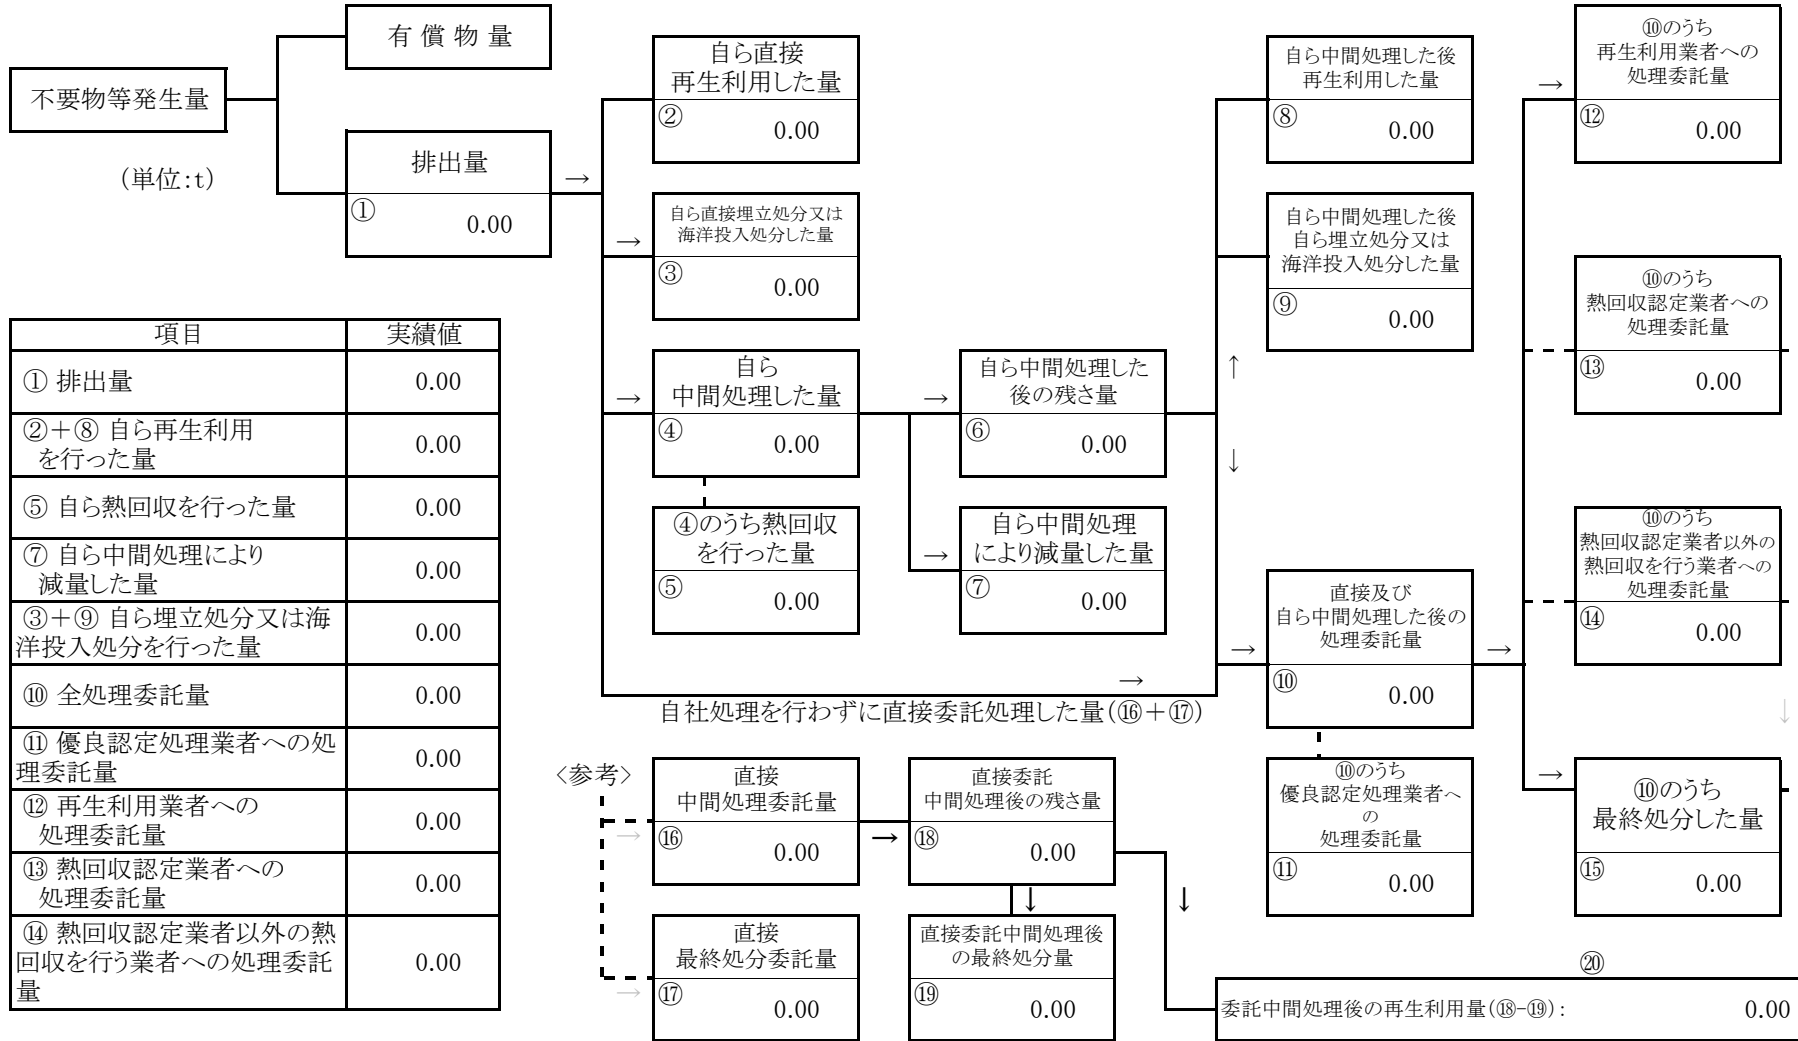 不要物等発生量
(単位:t)
有償物量
排出量
① 0.00
自ら直接
再生利用した量
② 0.00
自ら直接埋立処分又は
海洋投入処分した量
③ 0.00
自ら
中間処理した量
④ 0.00
④のうち熱回収
を行った量
⑤ 0.00
自ら中間処理した
後の残さ量
⑥ 0.00
自ら中間処理
により減量した量
⑦ 0.00
自ら中間処理した後
再生利用した量
⑧ 0.00
自ら中間処理した後
自ら埋立処分又は
海洋投入処分した量
⑨ 0.00
直接及び
自ら中間処理した後の
処理委託量
⑩ 0.00
⑩のうち
優良認定処理業者へ
の
処理委託量
⑪ 0.00
⑩のうち
再生利用業者への
処理委託量
⑫ 0.00
⑩のうち
熱回収認定業者への
処理委託量
⑬ 0.00
⑩のうち
熱回収認定業者以外の
熱回収を行う業者への
処理委託量
⑭ 0.00
⑩のうち
最終処分した量
⑮ 0.00
自社処理を行わずに直接委託処理した量(⑯+⑰)
<参考>
直接
中間処理委託量
⑯ 0.00
直接
最終処分委託量
⑰ 0.00
直接委託
中間処理後の残さ量
⑱ 0.00
直接委託中間処理後
の最終処分量
⑲ 0.00
⑳
委託中間処理後の再生利用量(⑱-⑲): 0.00
項目 実績値
① 排出量 0.00
②+⑧ 自ら再生利用
を行った量 0.00
⑤ 自ら熱回収を行った量 0.00
⑦ 自ら中間処理により
減量した量 0.00
③+⑨ 自ら埋立処分又は海
洋投入処分を行った量 0.00
⑩ 全処理委託量 0.00
⑪ 優良認定処理業者への処
理委託量 0.00
⑫ 再生利用業者への
処理委託量 0.00
⑬ 熱回収認定業者への
処理委託量 0.00
⑭ 熱回収認定業者以外の熱
回収を行う業者への処理委託
量 0.00